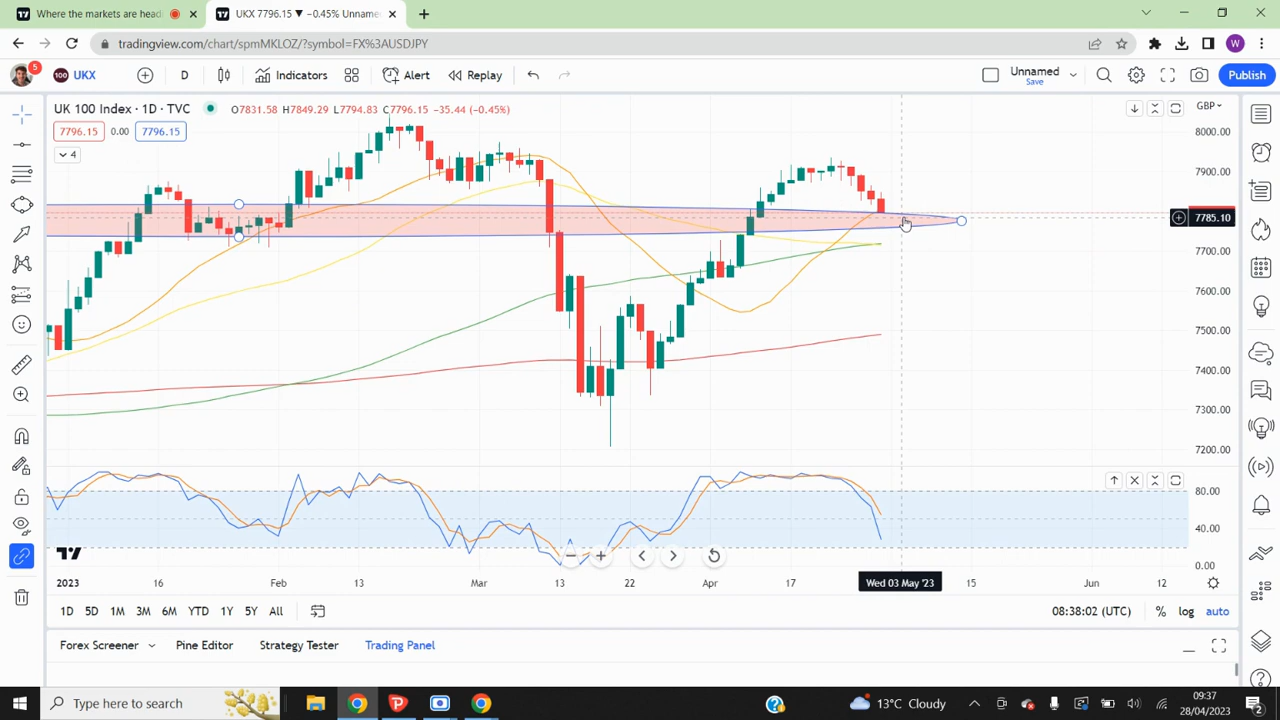 Where the markets are headi
UKX 7796.15 ▼ −0.45% Unname
tradingview.com/chart/spmMKLOZ/?symbol=FX%3AUSDJPY
W
5
100 UKX D Indicators Alert Replay Unnamed Save Publish
UK 100 Index · 1D · TVC O7831.58 H7849.29 L7794.83 C7796.15 −35.44 (−0.45%)
7796.15 0.00 7796.15
4
GBP
8000.00
7900.00
7785.10
7700.00
7600.00
7500.00
7400.00
7300.00
7200.00
80.00
40.00
0.00
2023 16 Feb 13 Mar 13 22 Apr 17 Wed 03 May '23 15 Jun 12
1D 5D 1M 3M 6M YTD 1Y 5Y All 08:38:02 (UTC) % log auto
Forex Screener Pine Editor Strategy Tester Trading Panel
Type here to search 13°C Cloudy 09:37
28/04/2023
2